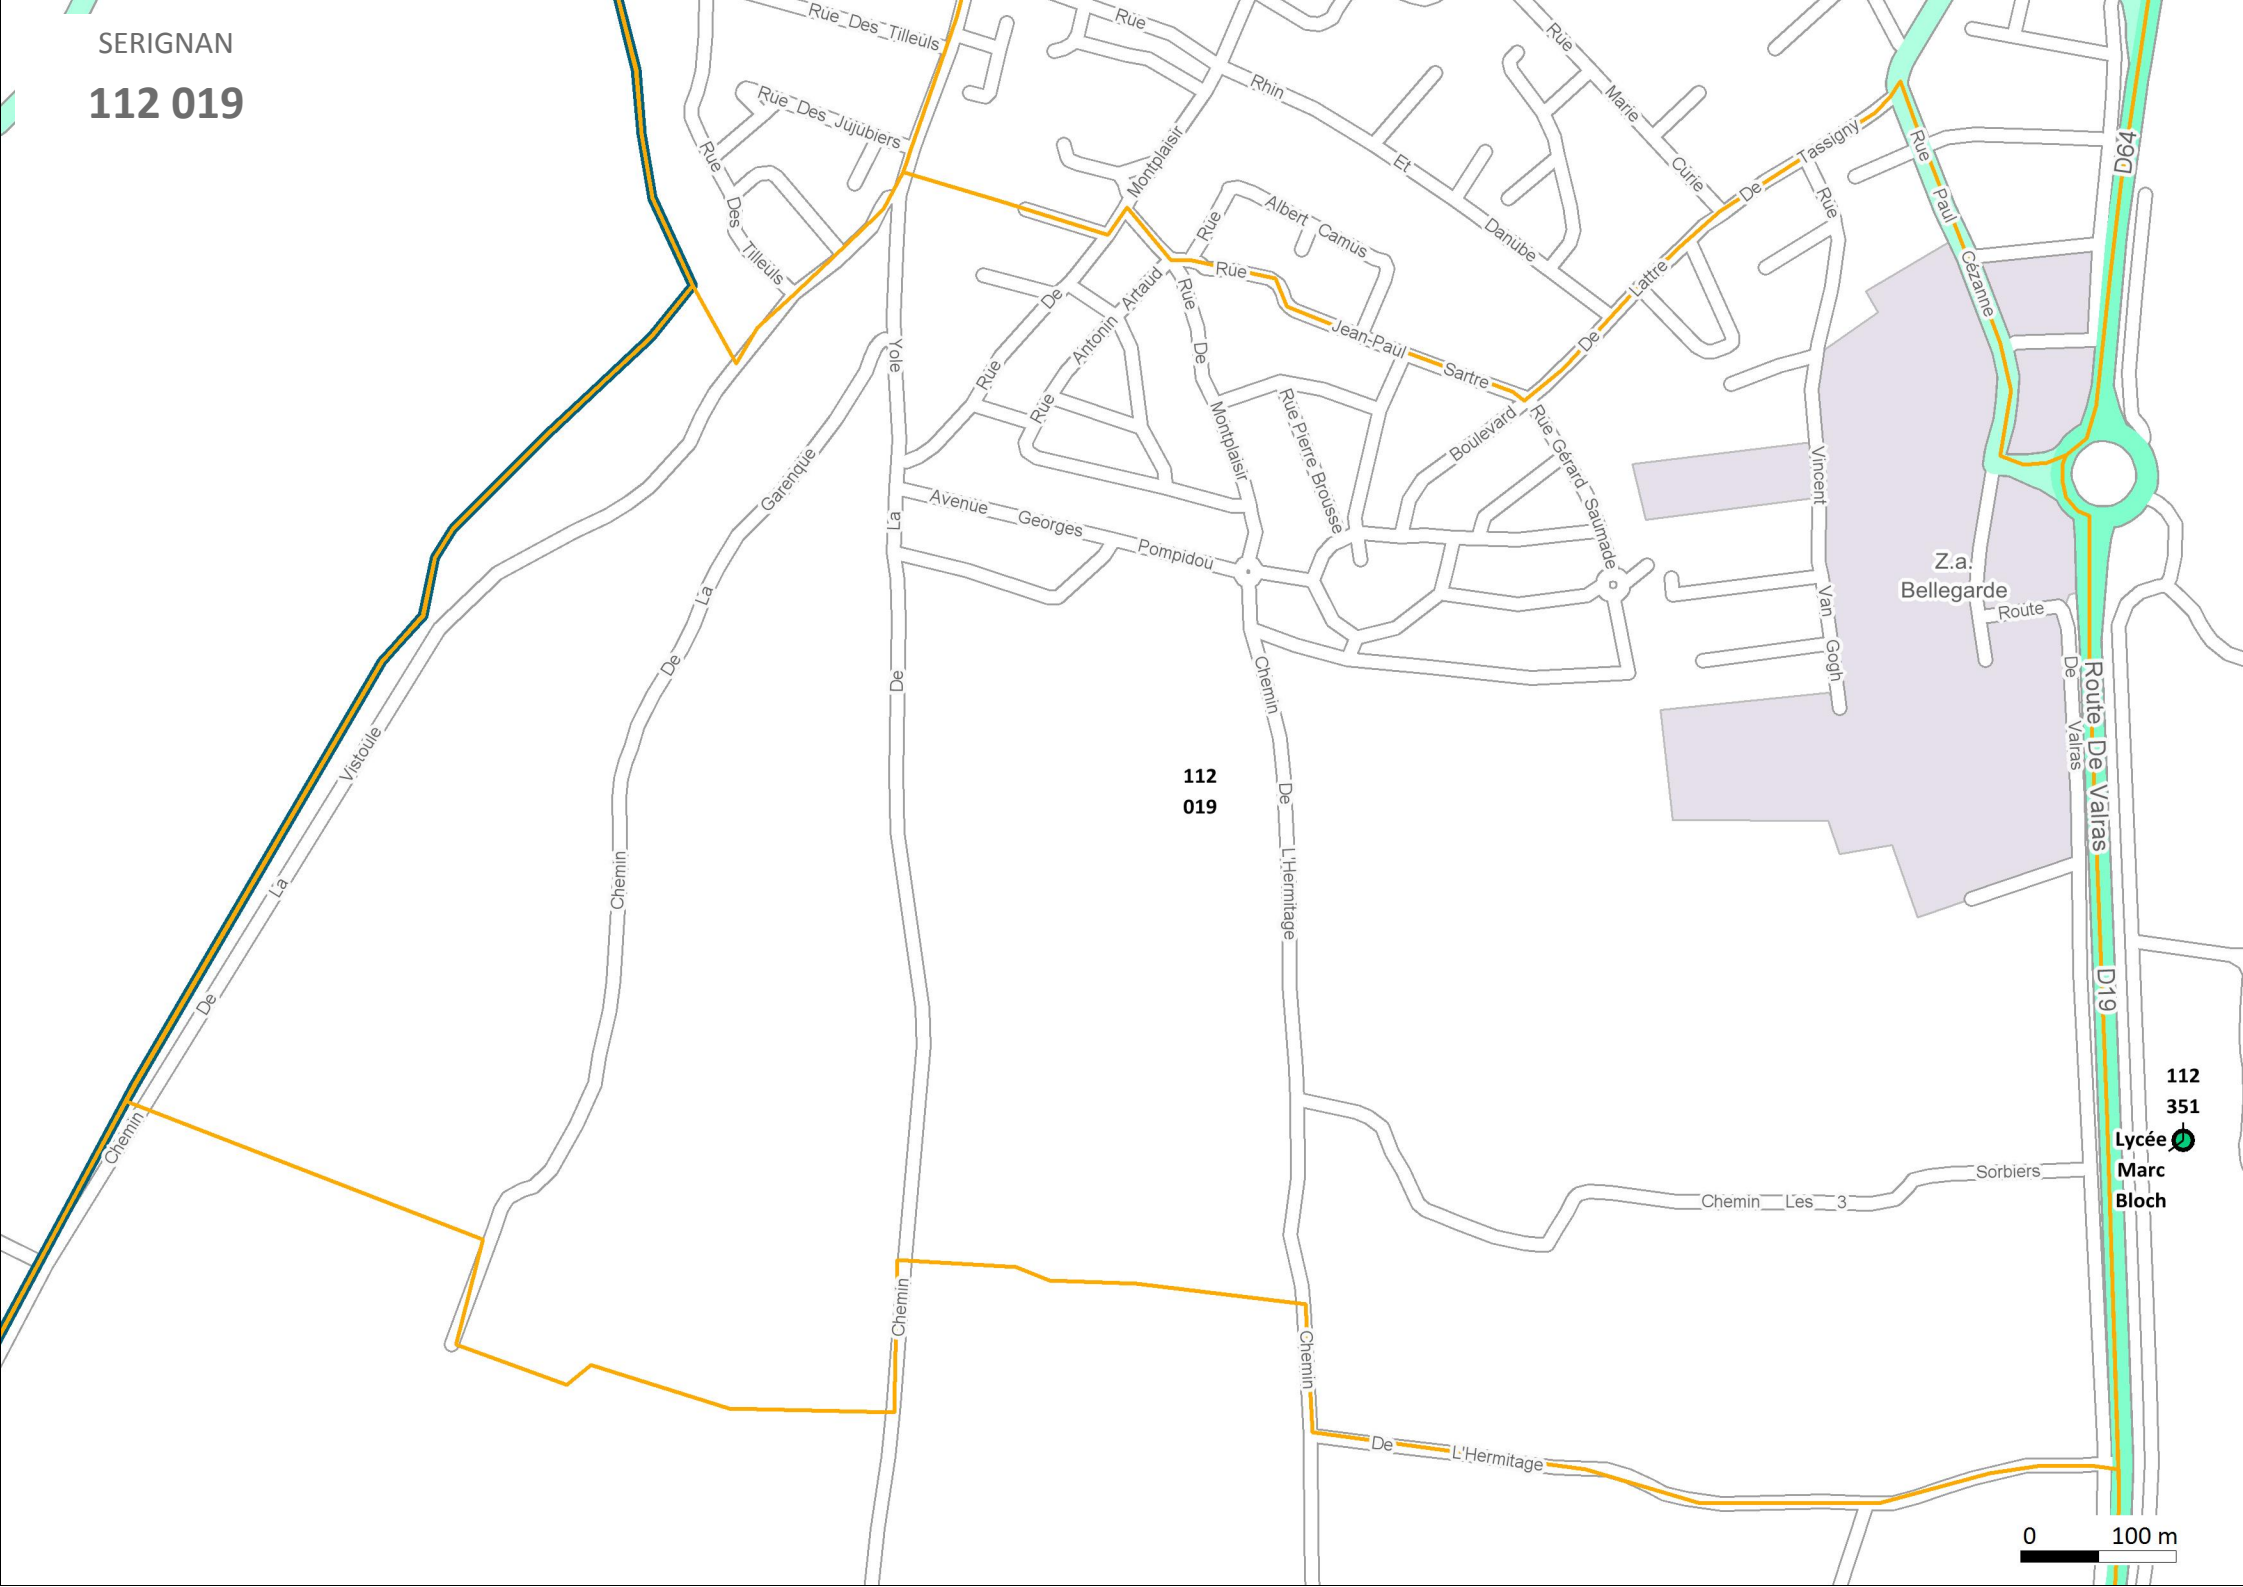 SERIGNAN
112 019
Rue Des Tilleuls
Rue Des Jujubiers
Rue Des Tilleuls
Rue
Rhin Et Danube
Rue Marie Curie
Rue De Montplaisir
Rue Albert Camus
Rue Antonin Artaud
Rue De Montplaisir
Rue Jean-Paul Sartre
Boulevard De Lattre De Tassigny
Rue Paul Cézanne
D64
Rue Vincent Van Gogh
Rue Pierre Brousse
Rue Gérard Saumade
Avenue Georges Pompidou
Z.a.
Bellegarde
Route De Valras
Route De Valras
D19
Chemin De La Yole
Chemin De La Garenque
Chemin De La Vistoule
Chemin De L'Hermitage
112
019
112
351
Lycée
Marc
Bloch
Chemin Les 3 Sorbiers
Chemin De L'Hermitage
0 100 m